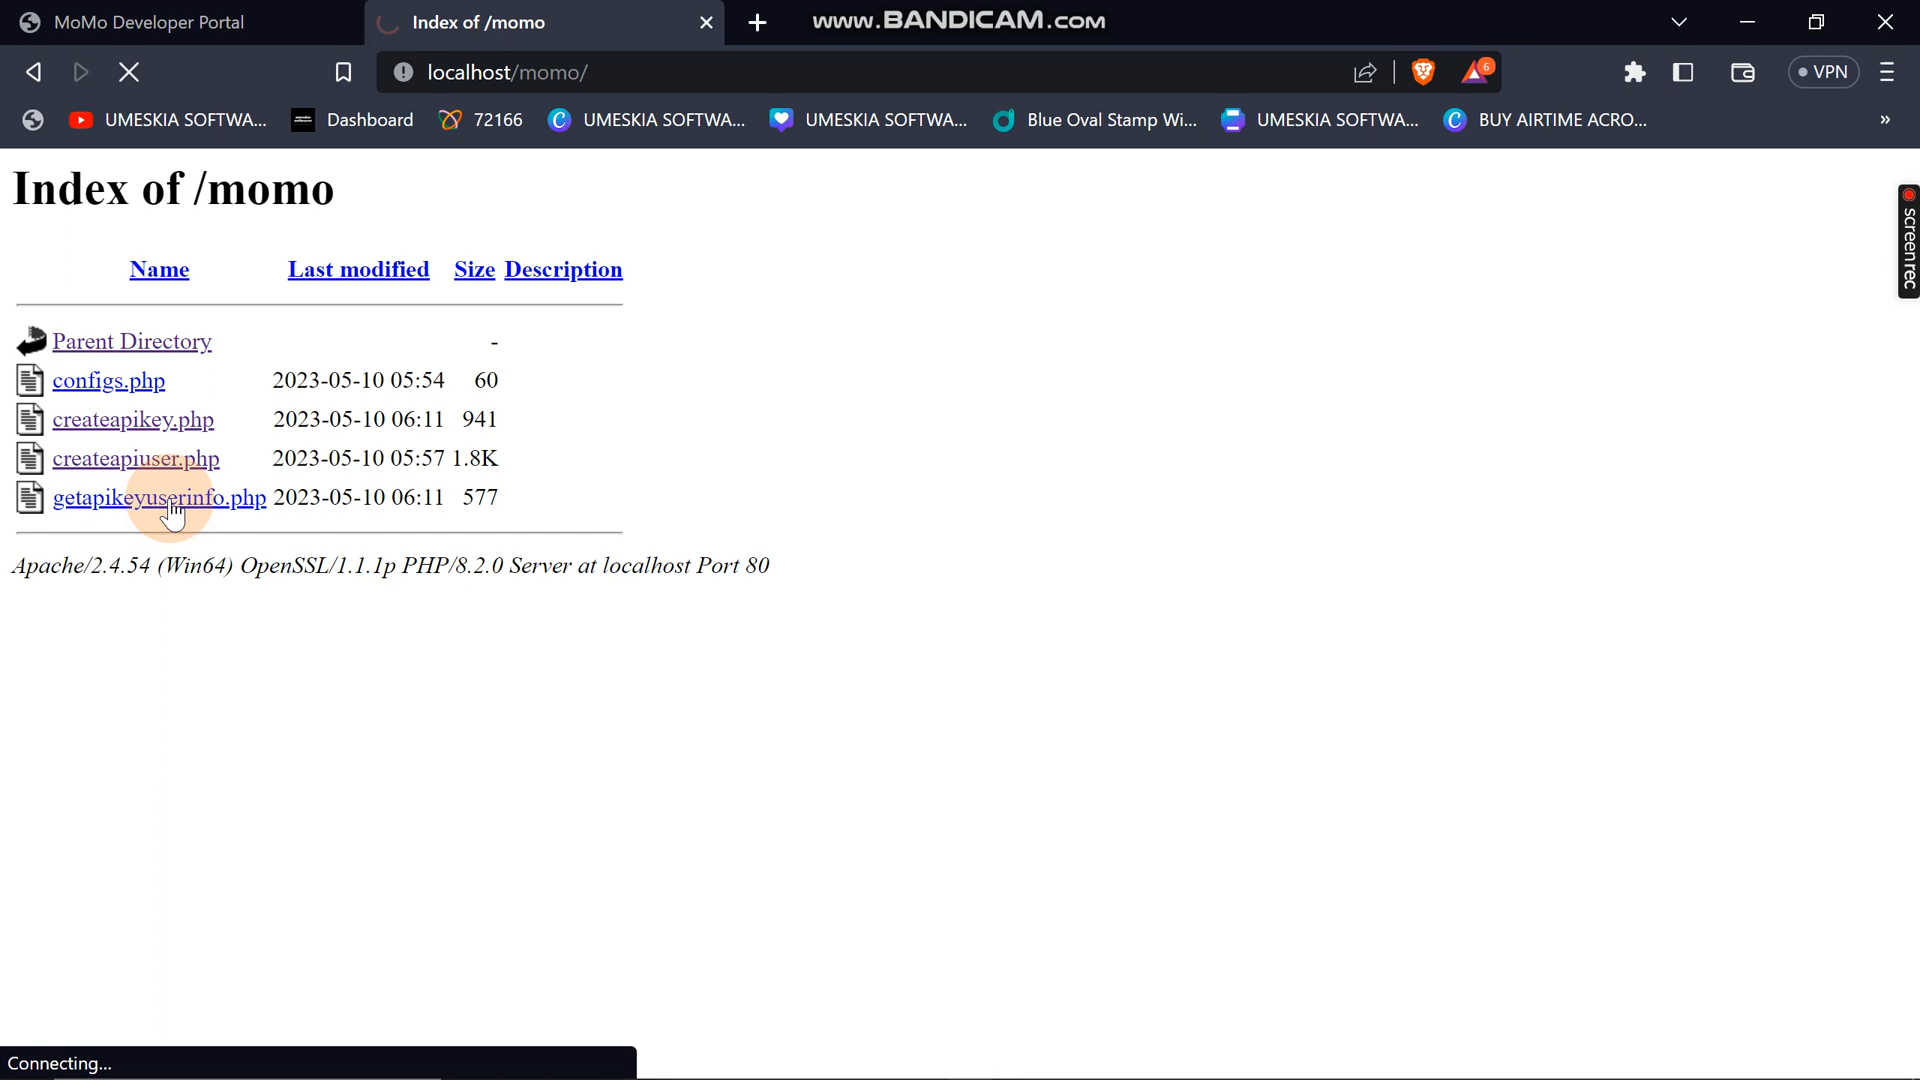 MoMo Developer Portal
Index of /momo
www.BANDICAM.com
localhost/momo/
6
VPN
UMESKIA SOFTWA...
Dashboard
72166
UMESKIA SOFTWA...
UMESKIA SOFTWA...
Blue Oval Stamp Wi...
UMESKIA SOFTWA...
BUY AIRTIME ACRO...
»
Index of /momo
screenrec
Name Last modified Size Description
Parent Directory -
configs.php 2023-05-10 05:54 60
createapikey.php 2023-05-10 06:11 941
createapiuser.php 2023-05-10 05:57 1.8K
getapikeyuserinfo.php 2023-05-10 06:11 577
Apache/2.4.54 (Win64) OpenSSL/1.1.1p PHP/8.2.0 Server at localhost Port 80
Connecting...